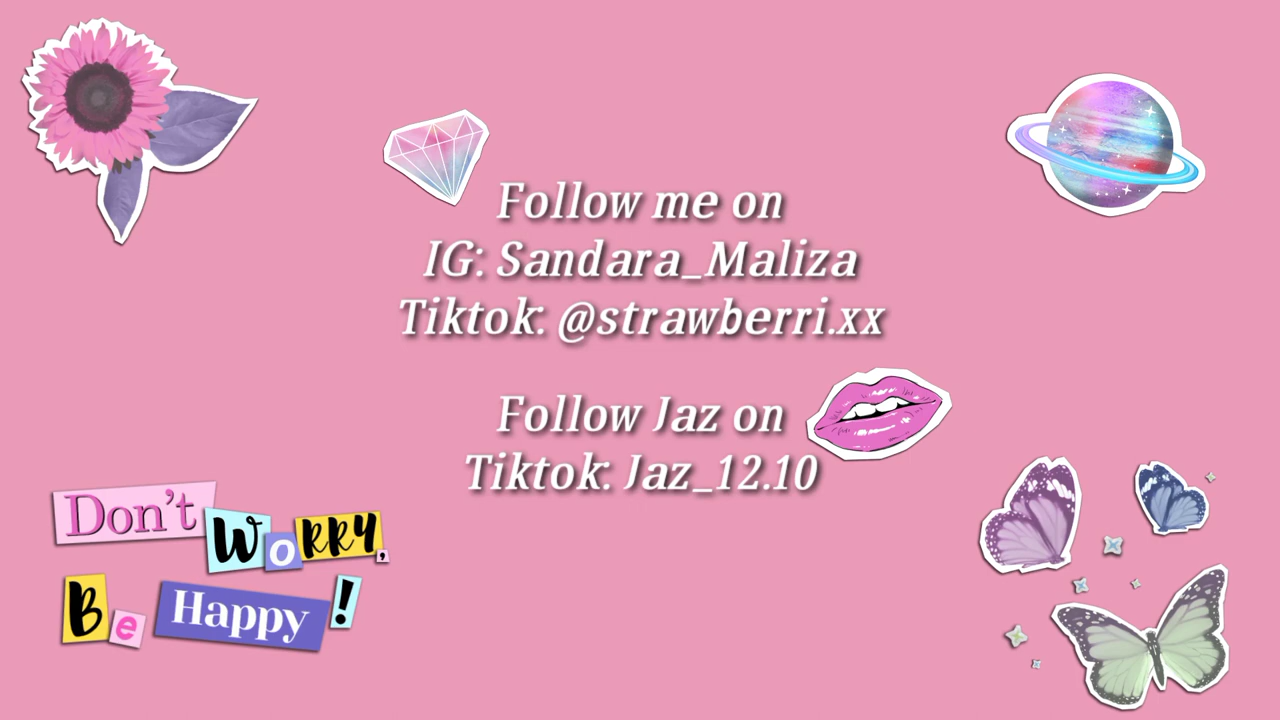 Follow me on
IG: Sandara_Maliza
Tiktok: @strawberri.xx
Follow Jaz on
Tiktok: Jaz_12.10
Don't WoRRY,
Be Happy!